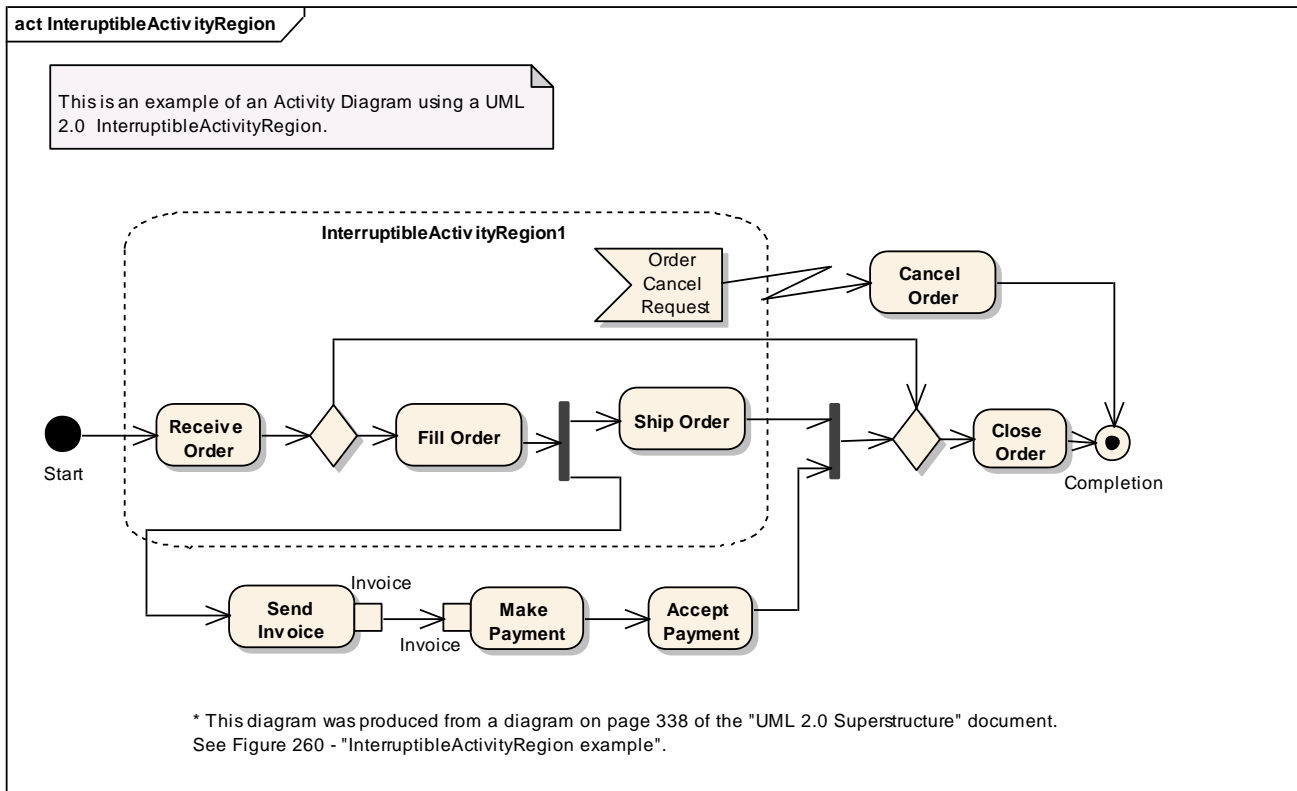 act InteruptibleActivityRegion
This is an example of an Activity Diagram using a UML
2.0 InterruptibleActivityRegion.
InterruptibleActivityRegion1
Order
Cancel
Request
Cancel
Order
Receive
Order
Fill Order
Ship Order
Close
Order
Start
Completion
Invoice
Send
Invoice
Invoice
Make
Payment
Accept
Payment
* This diagram was produced from a diagram on page 338 of the "UML 2.0 Superstructure" document.
See Figure 260 - "InterruptibleActivityRegion example".